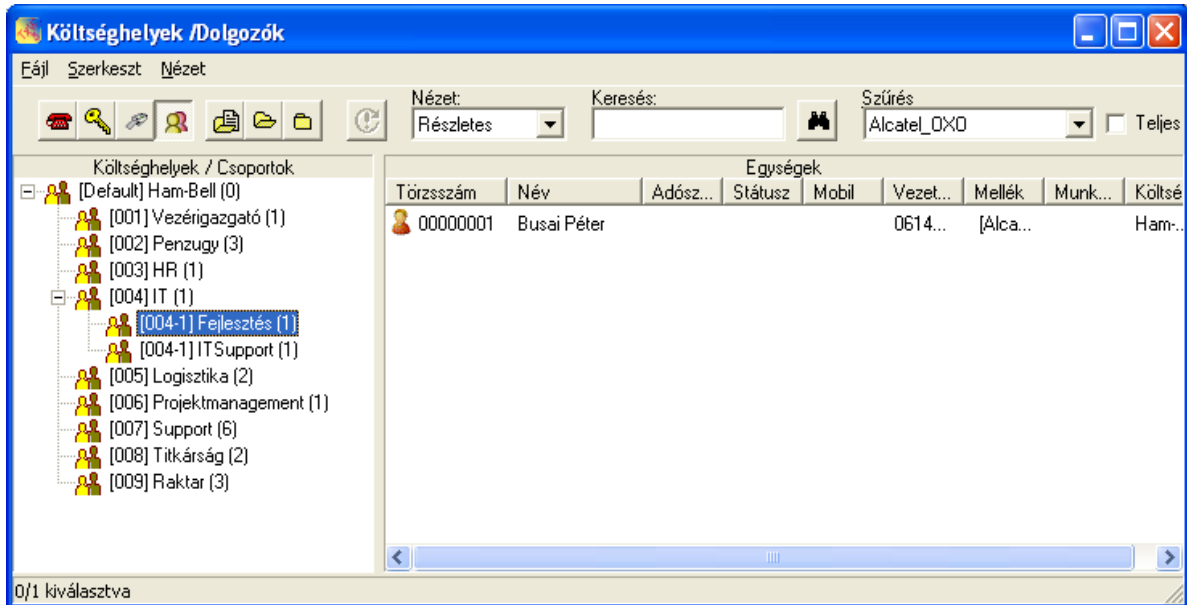 Költséghelyek /Dolgozók
Fájl Szerkeszt Nézet
Nézet: Keresés: Szűrés
Részletes Alcatel_OXO Teljes
Költséghelyek / Csoportok Egységek
Törzsszám Név Adósz... Státusz Mobil Vezet... Mellék Munk... Költsé
[Default] Ham-Bell (0)
00000001 Busai Péter 0614... [Alca... Ham-..
[001] Vezérigazgató (1)
[002] Penzugy (3)
[003] HR (1)
[004] IT (1)
[004-1] Fejlesztés (1)
[004-1] ITSupport (1)
[005] Logisztika (2)
[006] Projektmanagement (1)
[007] Support (6)
[008] Titkárság (2)
[009] Raktar (3)
0/1 kiválasztva